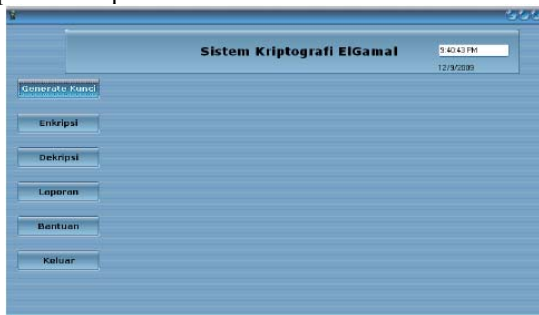 Sistem Kriptografi ElGamal
9:40:43 PM
12/9/2009
Generate Kunci
Enkripsi
Dekripsi
Laporan
Bantuan
Keluar